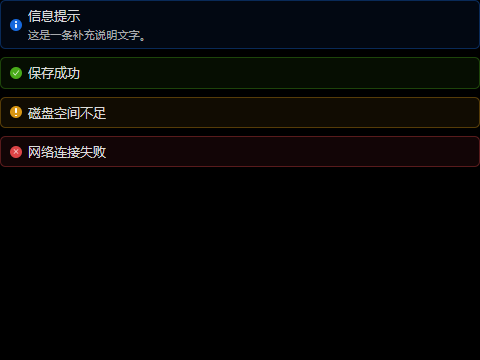 信息提示
这是一条补充说明文字。
保存成功
磁盘空间不足
网络连接失败